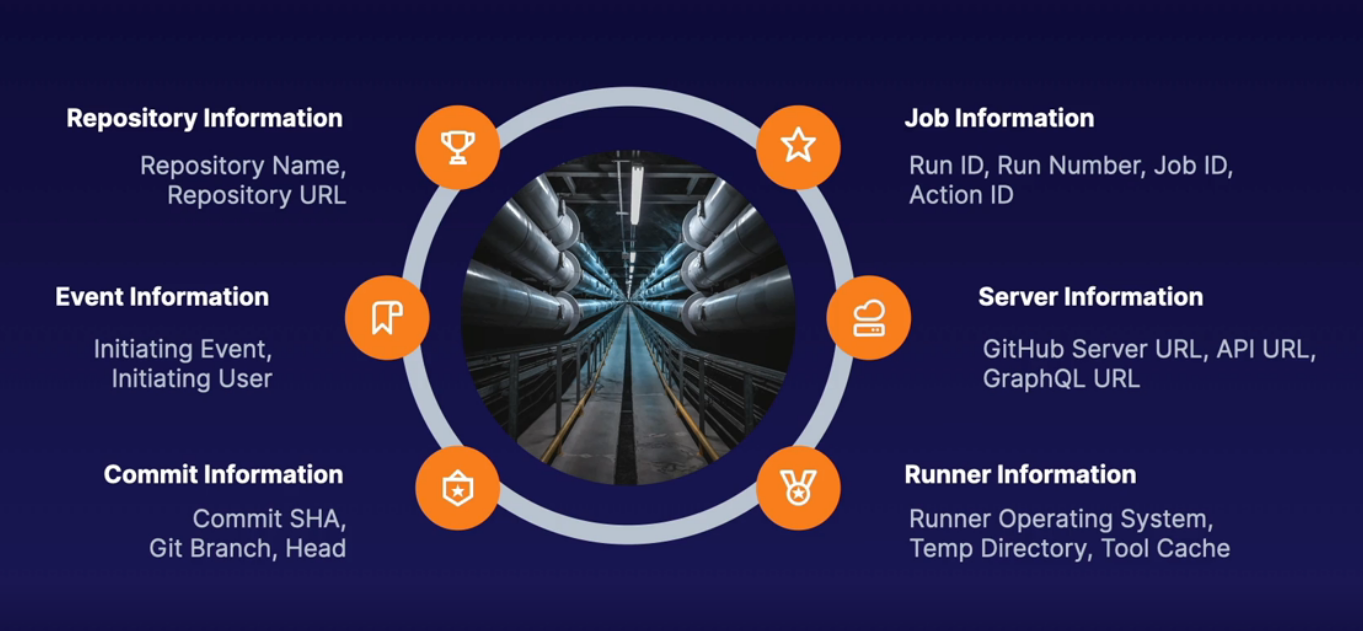 Repository Information
Repository Name,
Repository URL
Event Information
Initiating Event,
Initiating User
Commit Information
Commit SHA,
Git Branch, Head
Job Information
Run ID, Run Number, Job ID,
Action ID
Server Information
GitHub Server URL, API URL,
GraphQL URL
Runner Information
Runner Operating System,
Temp Directory, Tool Cache